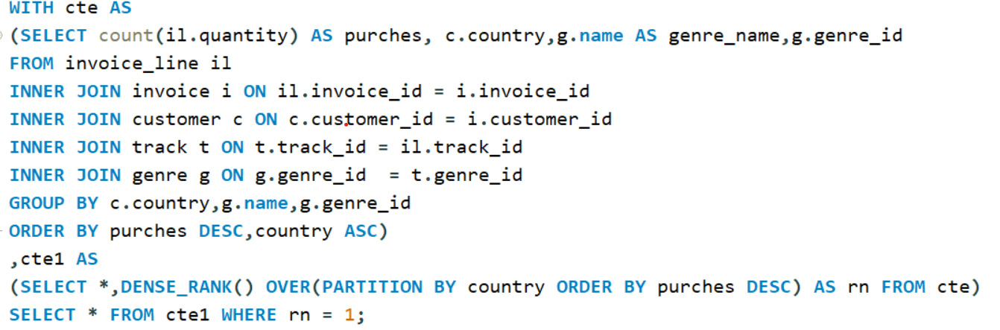 WITH cte AS
(SELECT count(il.quantity) AS purches, c.country,g.name AS genre_name,g.genre_id
FROM invoice_line il
INNER JOIN invoice i ON il.invoice_id = i.invoice_id
INNER JOIN customer c ON c.customer_id = i.customer_id
INNER JOIN track t ON t.track_id = il.track_id
INNER JOIN genre g ON g.genre_id  = t.genre_id
GROUP BY c.country,g.name,g.genre_id
ORDER BY purches DESC,country ASC)
,cte1 AS
(SELECT *,DENSE_RANK() OVER(PARTITION BY country ORDER BY purches DESC) AS rn FROM cte)
SELECT * FROM cte1 WHERE rn = 1;